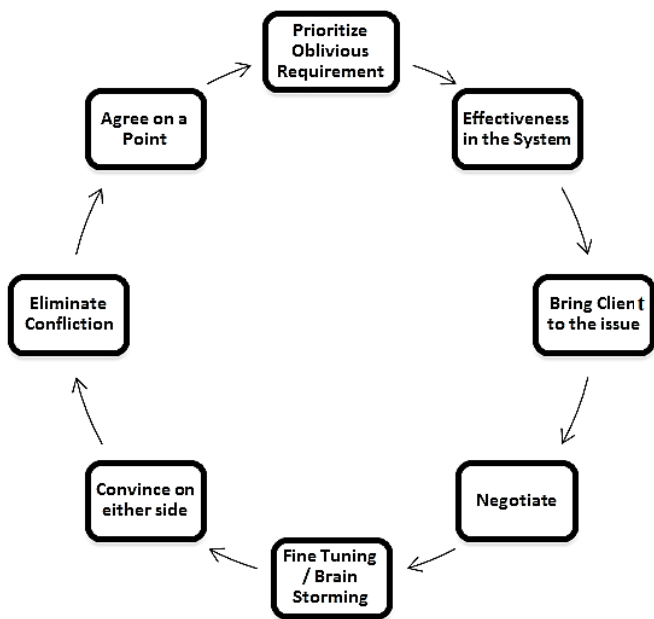 Prioritize
Oblivious
Requirement
Effectiveness
in the System
Bring Client
to the issue
Negotiate
Fine Tuning
/ Brain
Storming
Convince on
either side
Eliminate
Confliction
Agree on a
Point